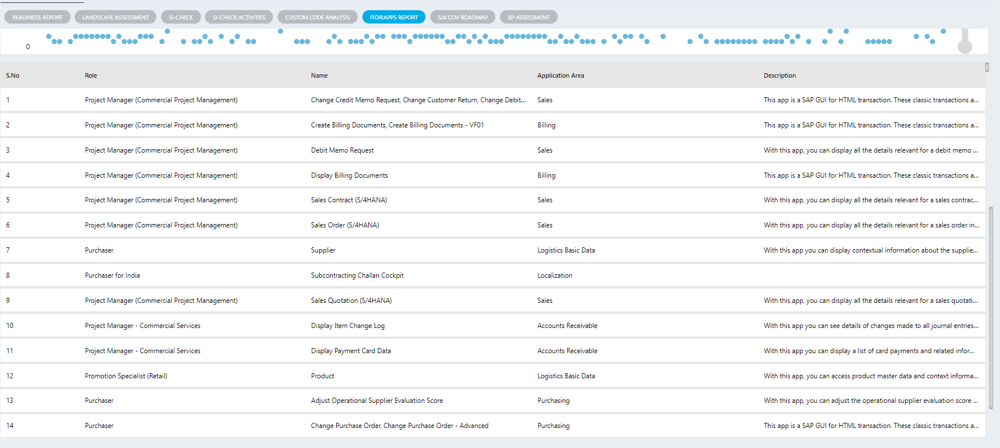 READINESS REPORT LANDSCAPE ASSESSMENT SI-CHECK SI-CHECK ACTIVITIES CUSTOM CODE ANALYSIS FIORIAPPS REPORT S/4 COV ROADMAP BP ASSESSMENT
0
S.No Role Name Application Area Description
1 Project Manager (Commercial Project Management) Change Credit Memo Request, Change Customer Return, Change Debit... Sales This app is a SAP GUI for HTML transaction. These classic transactions a...
2 Project Manager (Commercial Project Management) Create Billing Documents, Create Billing Documents - VF01 Billing This app is a SAP GUI for HTML transaction. These classic transactions a...
3 Project Manager (Commercial Project Management) Debit Memo Request Sales With this app, you can display all the details relevant for a debit memo ...
4 Project Manager (Commercial Project Management) Display Billing Documents Billing This app is a SAP GUI for HTML transaction. These classic transactions a...
5 Project Manager (Commercial Project Management) Sales Contract (S/4HANA) Sales With this app, you can display all the details relevant for a sales contrac...
6 Project Manager (Commercial Project Management) Sales Order (S/4HANA) Sales With this app, you can display all the details relevant for a sales order in...
7 Purchaser Supplier Logistics Basic Data With this app you can display contextual information about the supplie...
8 Purchaser for India Subcontracting Challan Cockpit Localization
9 Project Manager (Commercial Project Management) Sales Quotation (S/4HANA) Sales With this app, you can display all the details relevant for a sales quotati...
10 Project Manager - Commercial Services Display Item Change Log Accounts Receivable With this app you can see details of changes made to all journal entries...
11 Project Manager - Commercial Services Display Payment Card Data Accounts Receivable With this app you can display a list of card payments and related infor...
12 Promotion Specialist (Retail) Product Logistics Basic Data With this app, you can access product master data and context informa...
13 Purchaser Adjust Operational Supplier Evaluation Score Purchasing With this app, you can adjust the operational supplier evaluation score ...
14 Purchaser Change Purchase Order, Change Purchase Order - Advanced Purchasing This app is a SAP GUI for HTML transaction. These classic transactions a...